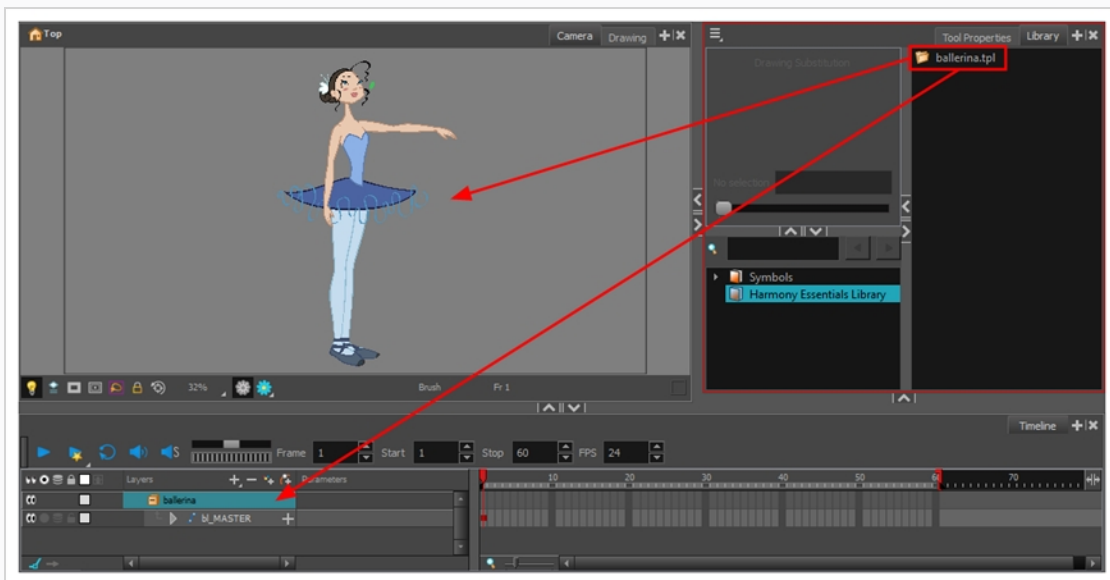 Top
Camera
Drawing
Tool Properties
Library
Drawing Substitution
ballerina.tpl
No selection
Symbols
Harmony Essentials Library
32%
Brush
Fr 1
Timeline
S
Frame 1 Start 1 Stop 60 FPS 24
Layers
Parameters
10 20 30 40 50 60 70
ballerina
bl_MASTER